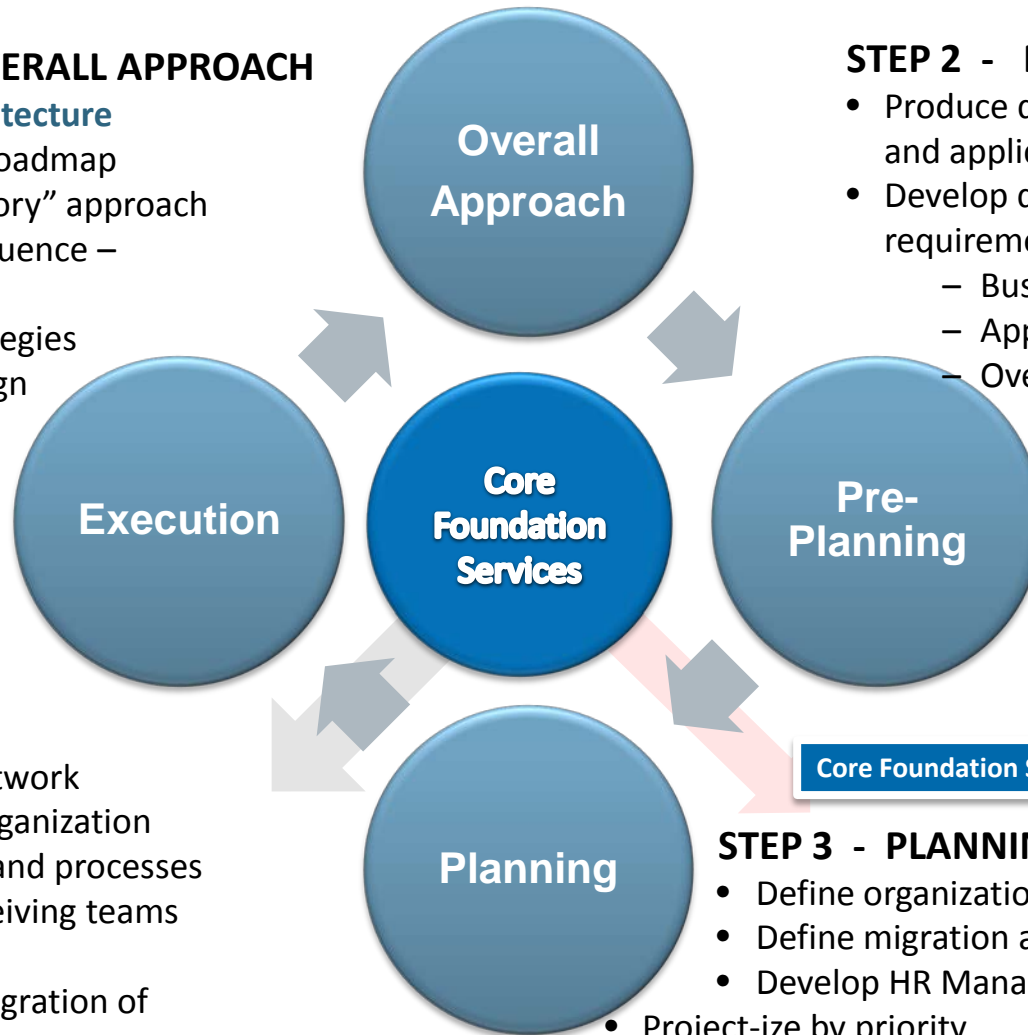 ERALL APPROACH
tecture
oadmap
ory” approach
uence –
egies
gn
Overall
Approach
STEP 2 -
• Produce
and applic
• Develop
requireme
– Bus
– App
– Ove
Execution
Core
Foundation
Services
Pre-
Planning
twork
ganization
and processes
eiving teams
gration of
Planning
Core Foundation S
STEP 3 - PLANNIN
• Define organizatio
• Define migration a
• Develop HR Mana
• Project-ize by priority